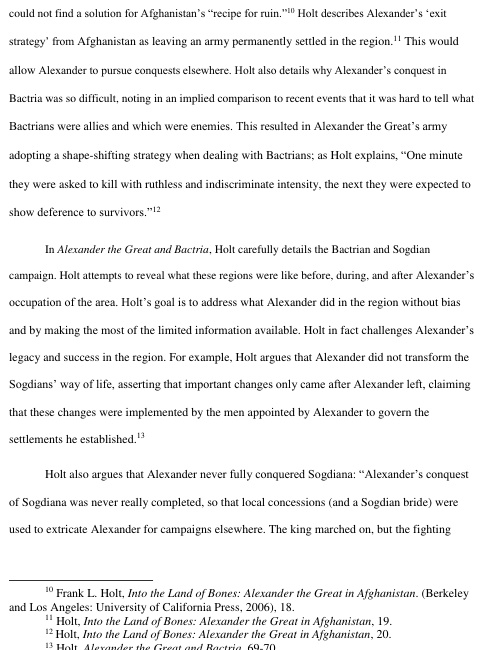 could not find a solution for Afghanistan’s “recipe for ruin.”10 Holt describes Alexander’s ‘exit
strategy’ from Afghanistan as leaving an army permanently settled in the region.11 This would
allow Alexander to pursue conquests elsewhere. Holt also details why Alexander’s conquest in
Bactria was so difficult, noting in an implied comparison to recent events that it was hard to tell what
Bactrians were allies and which were enemies. This resulted in Alexander the Great’s army
adopting a shape-shifting strategy when dealing with Bactrians; as Holt explains, “One minute
they were asked to kill with ruthless and indiscriminate intensity, the next they were expected to
show deference to survivors.”12
In Alexander the Great and Bactria, Holt carefully details the Bactrian and Sogdian
campaign. Holt attempts to reveal what these regions were like before, during, and after Alexander’s
occupation of the area. Holt’s goal is to address what Alexander did in the region without bias
and by making the most of the limited information available. Holt in fact challenges Alexander’s
legacy and success in the region. For example, Holt argues that Alexander did not transform the
Sogdians’ way of life, asserting that important changes only came after Alexander left, claiming
that these changes were implemented by the men appointed by Alexander to govern the
settlements he established.13
Holt also argues that Alexander never fully conquered Sogdiana: “Alexander’s conquest
of Sogdiana was never really completed, so that local concessions (and a Sogdian bride) were
used to extricate Alexander for campaigns elsewhere. The king marched on, but the fighting
10 Frank L. Holt, Into the Land of Bones: Alexander the Great in Afghanistan. (Berkeley
and Los Angeles: University of California Press, 2006), 18.
11 Holt, Into the Land of Bones: Alexander the Great in Afghanistan, 19.
12 Holt, Into the Land of Bones: Alexander the Great in Afghanistan, 20.
13 Holt, Alexander the Great and Bactria, 69-70.